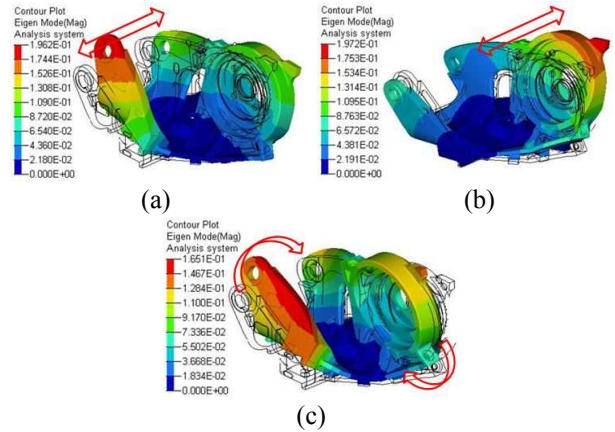 Contour Plot
Eigen Mode(Mag)
Analysis system
1.962E-01
1.744E-01
1.526E-01
1.308E-01
1.090E-01
8.720E-02
6.540E-02
4.360E-02
2.180E-02
0.000E+00
(a)
Contour Plot
Eigen Mode(Mag)
Analysis system
1.972E-01
1.753E-01
1.534E-01
1.314E-01
1.095E-01
8.763E-02
6.572E-02
4.381E-02
2.191E-02
0.000E+00
(b)
Contour Plot
Eigen Mode(Mag)
Analysis system
1.651E-01
1.467E-01
1.284E-01
1.100E-01
9.170E-02
7.336E-02
5.502E-02
3.668E-02
1.834E-02
0.000E+00
(c)